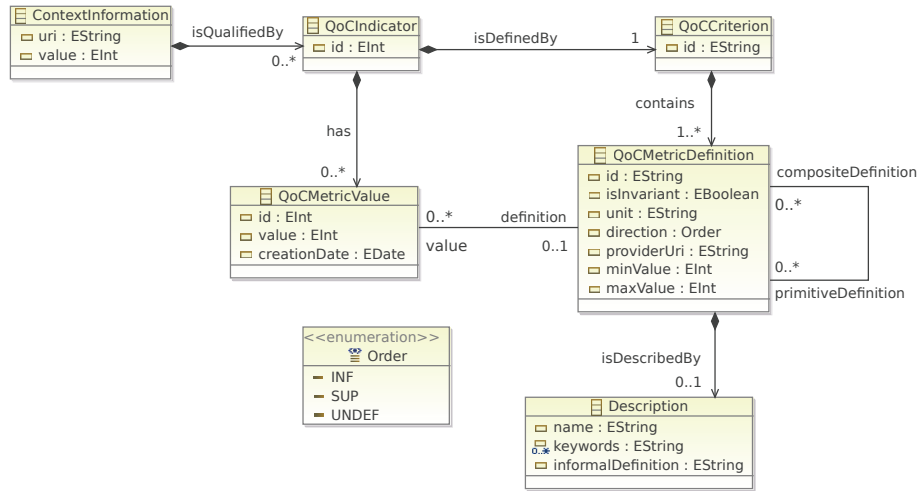 ContextInformation
uri : EString
value : EInt
isQualifiedBy
0..*
QoCIndicator
id : EInt
isDefinedBy
1
QoCCriterion
id : EString
has
0..*
contains
1..*
QoCMetricValue
id : EInt
value : EInt
creationDate : EDate
0..*
value
definition
0..1
QoCMetricDefinition
id : EString
isInvariant : EBoolean
unit : EString
direction : Order
providerUri : EString
minValue : EInt
maxValue : EInt
compositeDefinition
0..*
0..*
primitiveDefinition
<<enumeration>>
Order
INF
SUP
UNDEF
isDescribedBy
0..1
Description
name : EString
0..*
keywords : EString
informalDefinition : EString